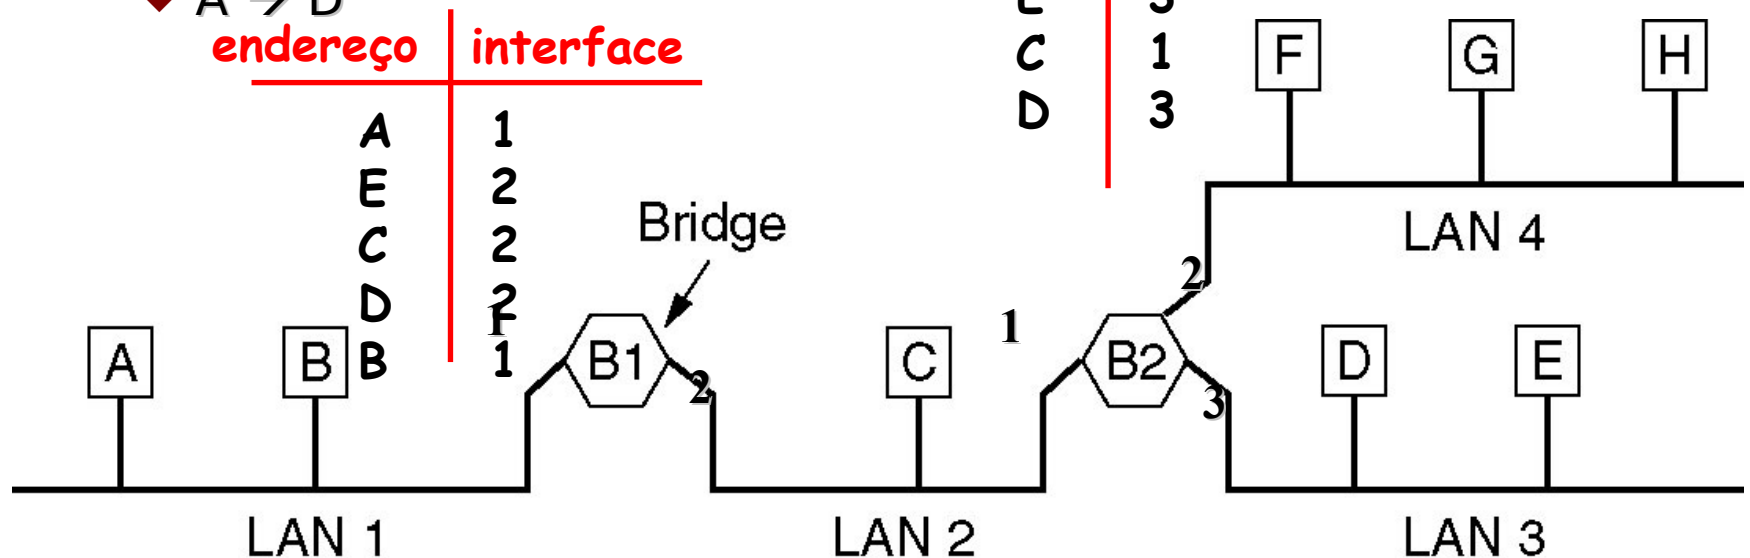 A → D
endereço interface
A 1
E 2
C 2
D 2
B 1
E 3
C 1
D 3
F G H
LAN 4
Bridge
1 2 1 2 3
A B B1 C B2 D E
LAN 1 LAN 2 LAN 3